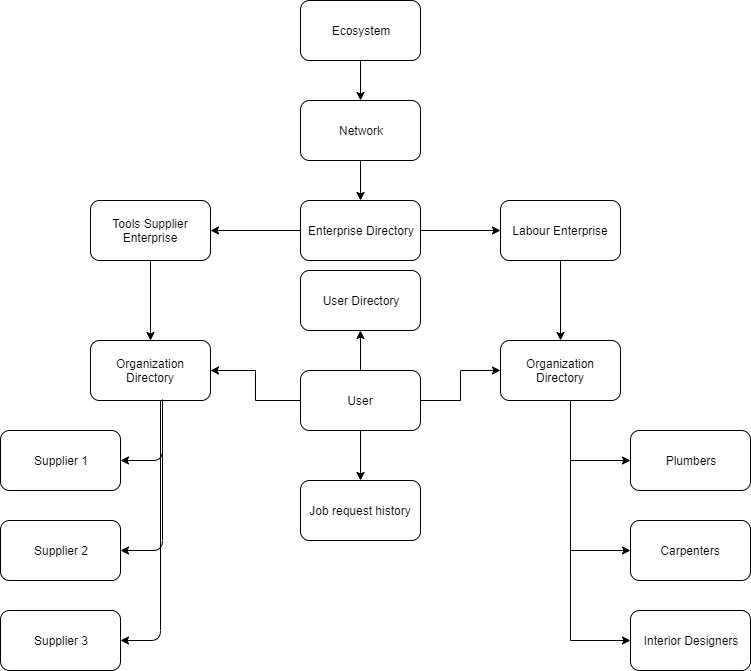 Ecosystem
Network
Tools Supplier
Enterprise
Enterprise Directory
Labour Enterprise
User Directory
Organization
Directory
User
Organization
Directory
Supplier 1
Plumbers
Job request history
Supplier 2
Carpenters
Supplier 3
Interior Designers